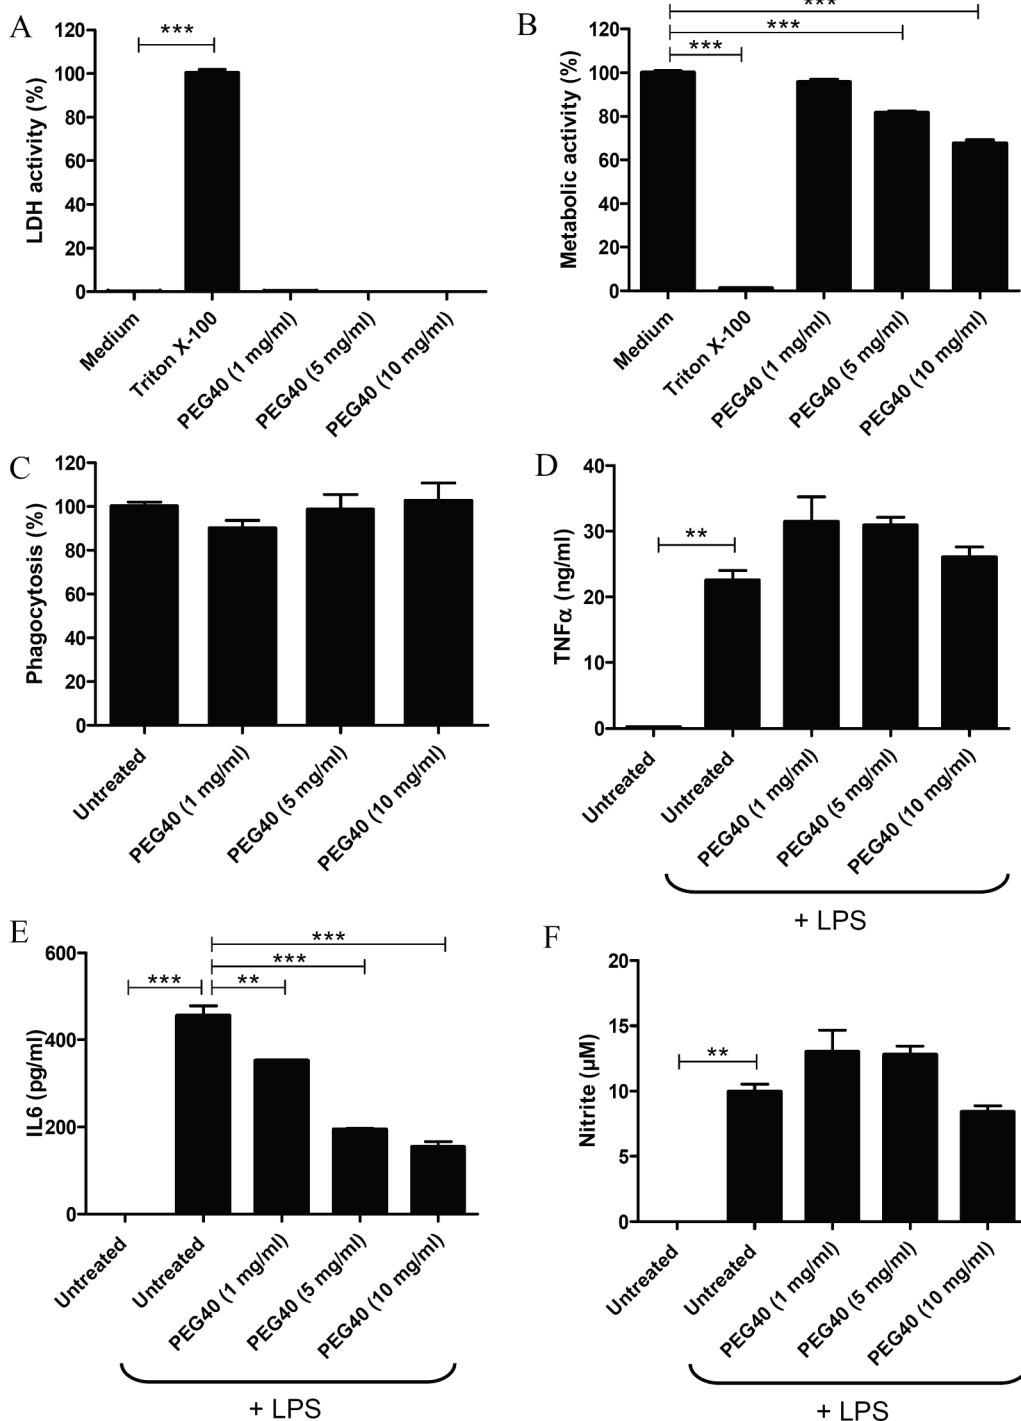 A
***
120
100
80
60
40
20
0
LDH activity (%)
Medium
Triton X-100
PEG40 (1 mg/ml)
PEG40 (5 mg/ml)
PEG40 (10 mg/ml)
B
***
***
***
120
100
80
60
40
20
0
Metabolic activity (%)
Medium
Triton X-100
PEG40 (1 mg/ml)
PEG40 (5 mg/ml)
PEG40 (10 mg/ml)
C
120
100
80
60
40
20
0
Phagocytosis (%)
Untreated
PEG40 (1 mg/ml)
PEG40 (5 mg/ml)
PEG40 (10 mg/ml)
D
**
40
30
20
10
0
TNFα (ng/ml)
Untreated
Untreated
PEG40 (1 mg/ml)
PEG40 (5 mg/ml)
PEG40 (10 mg/ml)
+ LPS
E
***
***
***
**
600
400
200
0
IL6 (pg/ml)
Untreated
Untreated
PEG40 (1 mg/ml)
PEG40 (5 mg/ml)
PEG40 (10 mg/ml)
+ LPS
F
**
20
15
10
5
0
Nitrite (µM)
Untreated
Untreated
PEG40 (1 mg/ml)
PEG40 (5 mg/ml)
PEG40 (10 mg/ml)
+ LPS